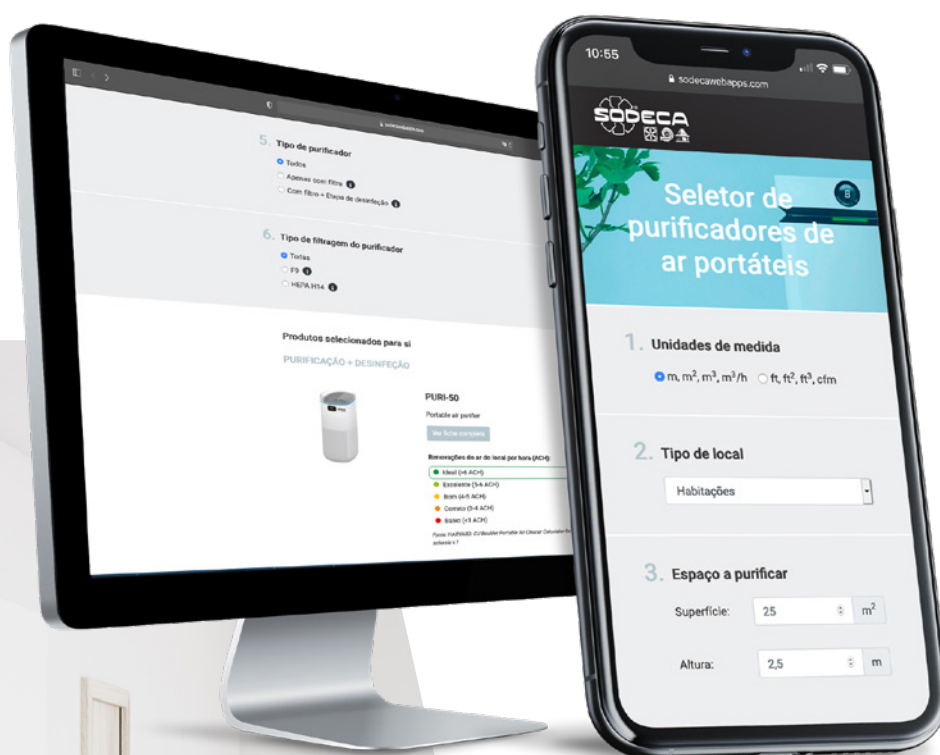 sodecawebapps.com
5. Tipo de purificador
Todos
Apenas com filtro
Com filtro + Etapa de desinfeção
6. Tipo de filtragem do purificador
Todas
F9
HEPA H14
Produtos selecionados para si
PURIFICAÇÃO + DESINFEÇÃO
PURI-50
Portable air purifier
Ver ficha completa
Renovações do ar do local por hora (ACH):
Ideal (>6 ACH)
Excelente (5-6 ACH)
Bom (4-5 ACH)
Correto (3-4 ACH)
Baixo (<3 ACH)
10:55
sodecawebapps.com
SODECA
Seletor de
purificadores de
ar portáteis
1. Unidades de medida
m, m², m³, m³/h ft, ft², ft³, cfm
2. Tipo de local
Habitações
3. Espaço a purificar
Superfície: 25 m²
Altura: 2,5 m